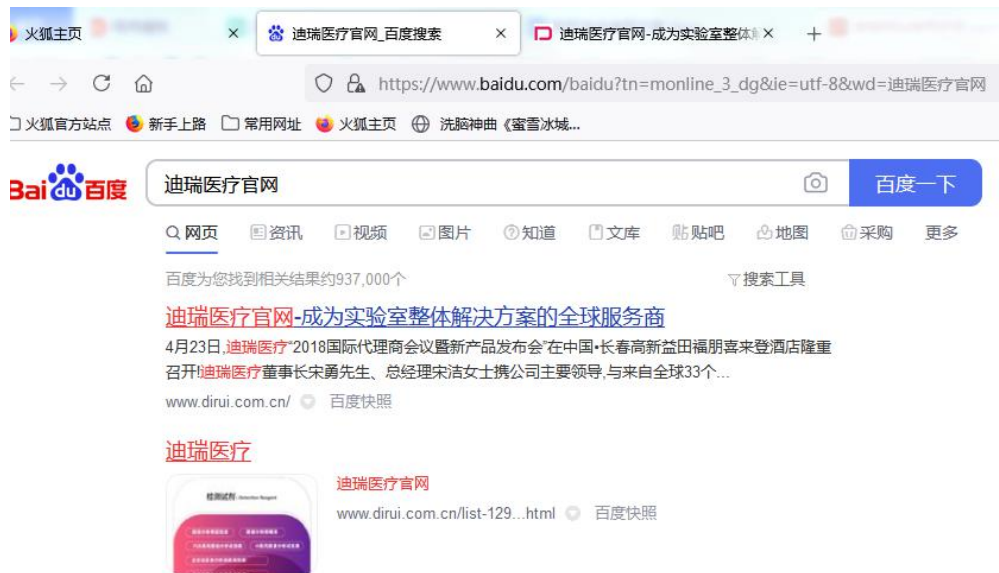 火狐主页
迪瑞医疗官网_百度搜索
迪瑞医疗官网-成为实验室整体
https://www.baidu.com/baidu?tn=monline_3_dg&ie=utf-8&wd=迪瑞医疗官网
火狐官方站点 新手上路 常用网址 火狐主页 洗脑神曲《蜜雪冰城...
Bai du 百度 迪瑞医疗官网 百度一下
网页 资讯 视频 图片 知道 文库 贴吧 地图 采购 更多
百度为您找到相关结果约937,000个 搜索工具
迪瑞医疗官网-成为实验室整体解决方案的全球服务商
4月23日,迪瑞医疗“2018国际代理商会议暨新产品发布会”在中国•长春高新益田福朋喜来登酒店隆重
召开!迪瑞医疗董事长宋勇先生、总经理宋洁女士携公司主要领导,与来自全球33个...
www.dirui.com.cn/ 百度快照
迪瑞医疗
检测试剂 Detection Reagent
迪瑞医疗官网
www.dirui.com.cn/list-129...html 百度快照